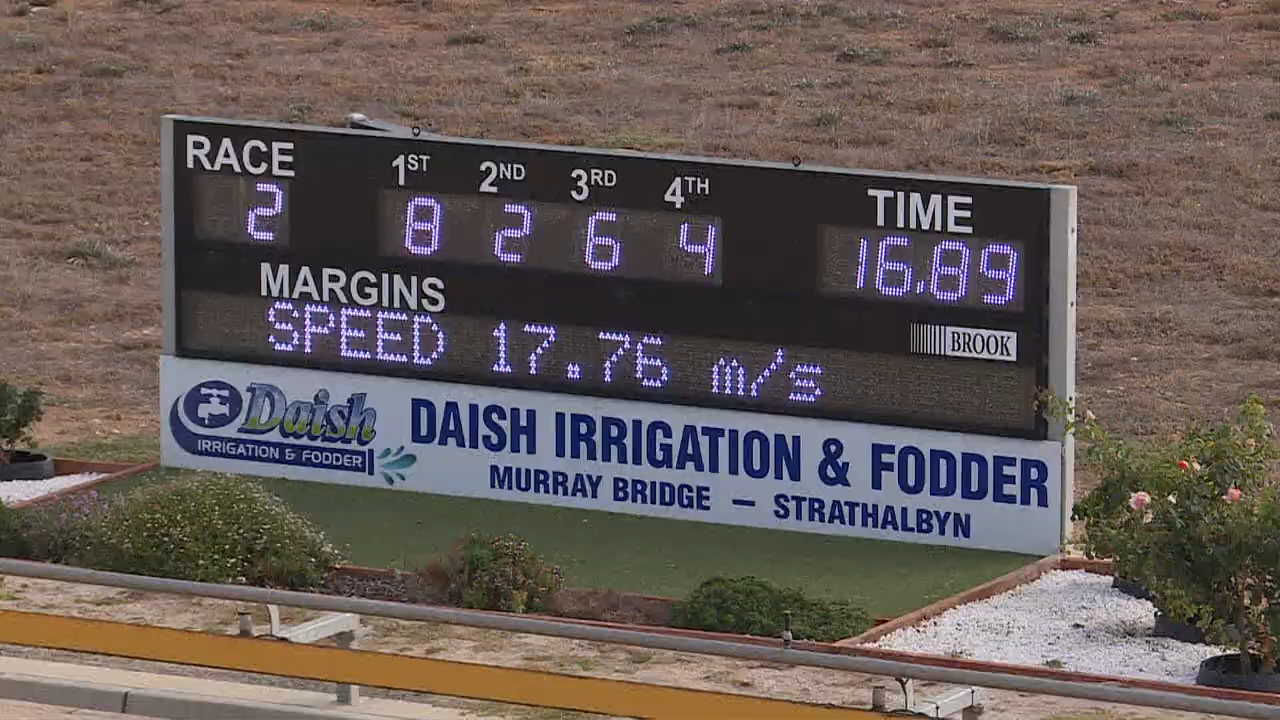 RACE 1ST 2ND 3RD 4TH TIME
2 8 2 6 4 16.89
MARGINS
SPEED 17.76 m/s
BROOK
Daish
IRRIGATION & FODDER
DAISH IRRIGATION & FODDER
MURRAY BRIDGE – STRATHALBYN